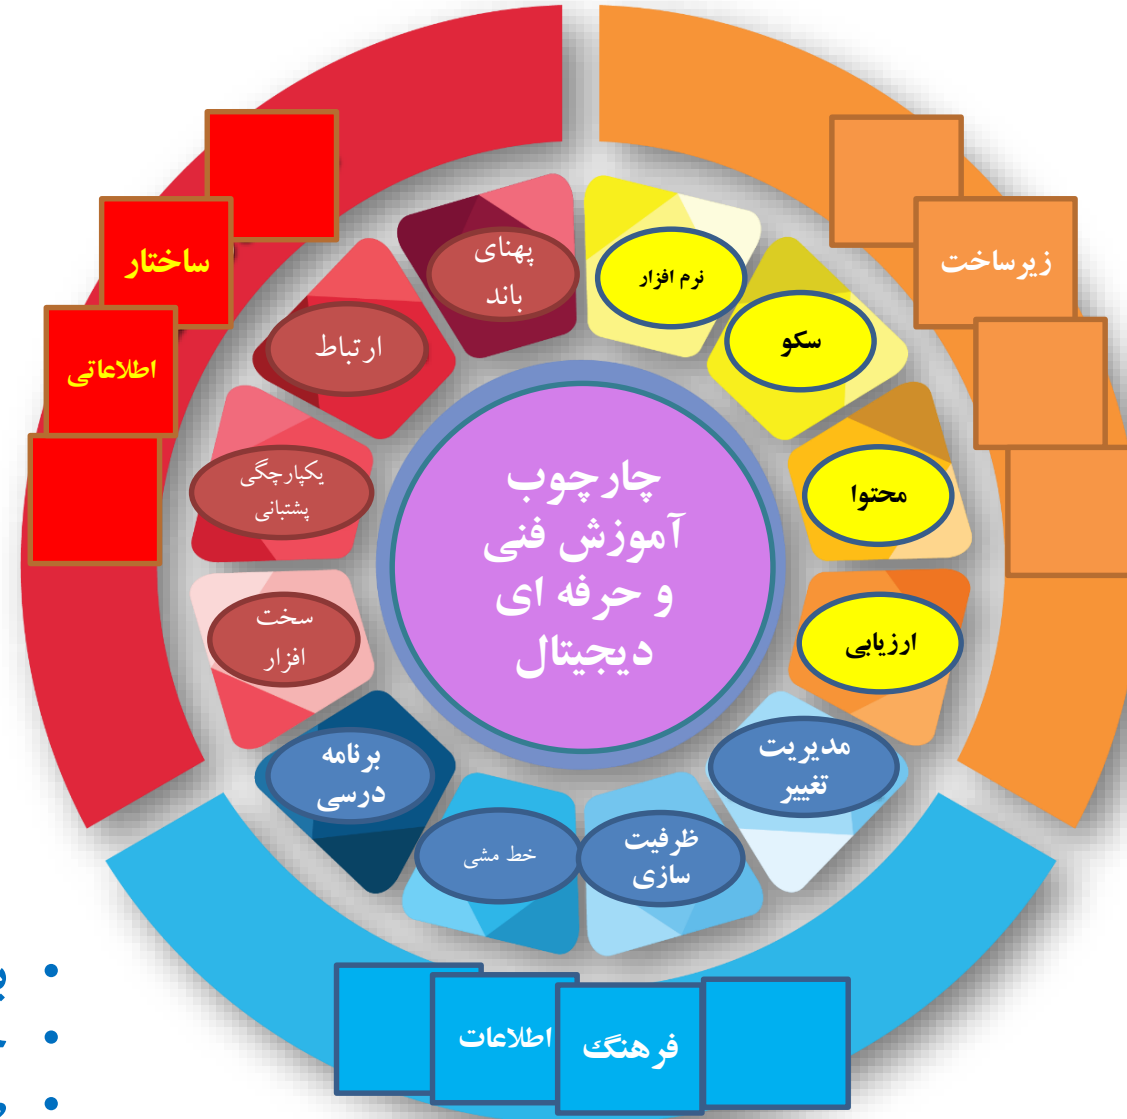 چارچوب
آموزش فنی
و حرفه ای
دیجیتال
نرم افزار
سکو
محتوا
ارزیابی
مدیریت
تغییر
ظرفیت
سازی
خط مشی
برنامه
درسی
سخت
افزار
یکپارچگی
پشتبانی
ارتباط
پهنای
باند
زیرساخت
ساختار
اطلاعاتی
فرهنگ
اطلاعات